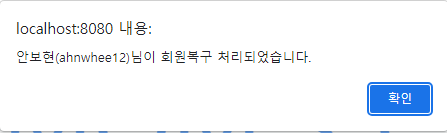 localhost:8080 내용:
안보현(ahnwhee12)님이 회원복구 처리되었습니다.
확인